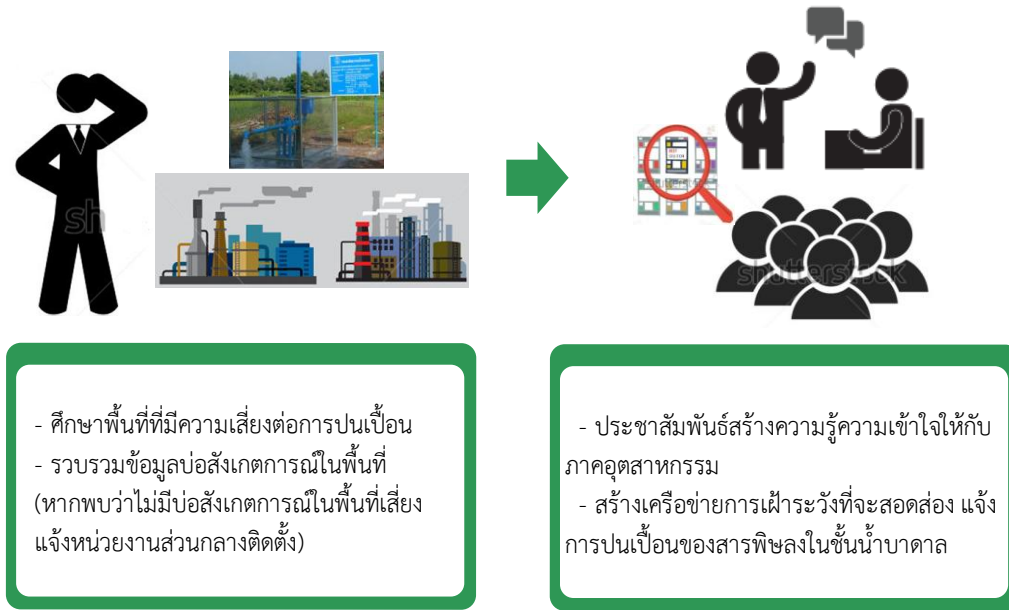 - ศึกษาพื้นที่ที่มีความเสี่ยงต่อการปนเปื้อน
- รวบรวมข้อมูลบ่อสังเกตการณ์ในพื้นที่
(หากพบว่าไม่มีบ่อสังเกตการณ์ในพื้นที่เสี่ยง
แจ้งหน่วยงานส่วนกลางติดตั้ง)
- ประชาสัมพันธ์สร้างความรู้ความเข้าใจให้กับ
ภาคอุตสาหกรรม
- สร้างเครือข่ายการเฝ้าระวังที่จะสอดส่อง แจ้ง
การปนเปื้อนของสารพิษลงในชั้นน้ำบาดาล